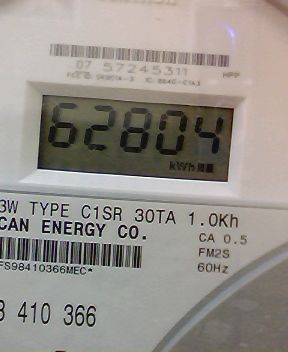 07 57245311
HPP
62804
kWh
3W TYPE C1SR 30TA 1.0Kh
CAN ENERGY CO.
CA 0.5
FM2S
FS98410366MEC*
60Hz
3 410 366